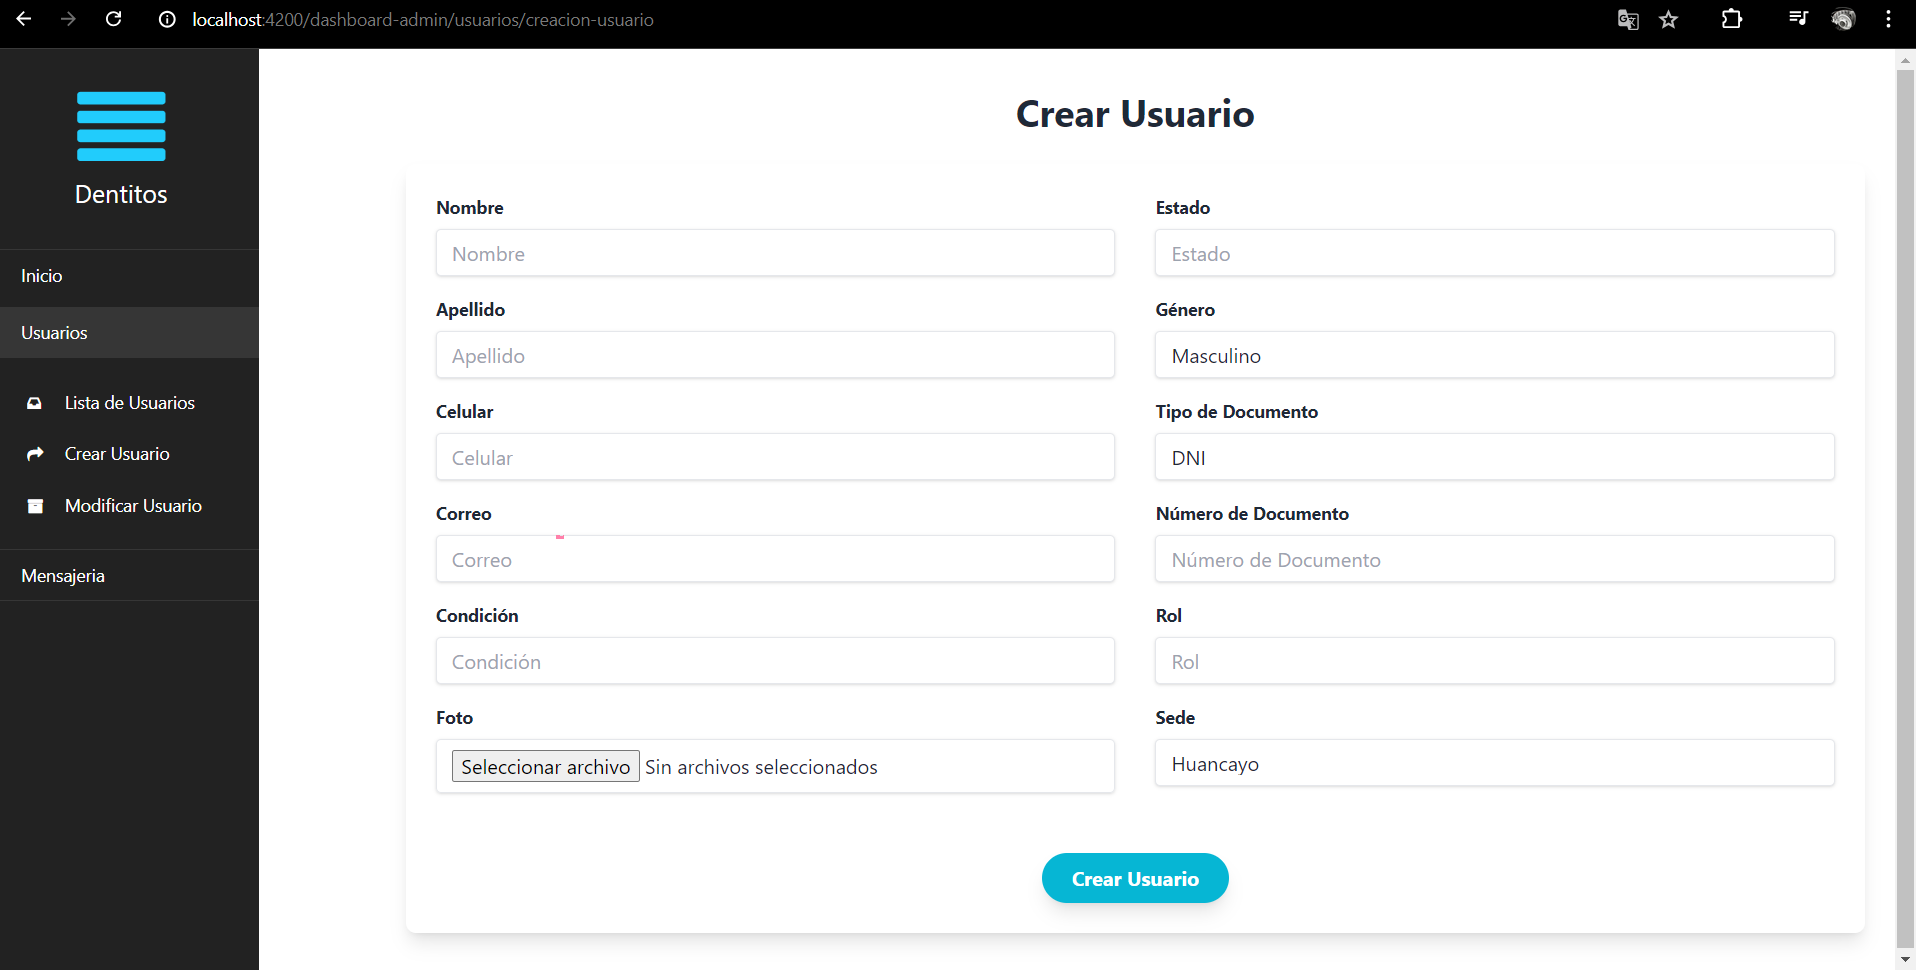 localhost:4200/dashboard-admin/usuarios/creacion-usuario
Dentitos
Inicio
Usuarios
Lista de Usuarios
Crear Usuario
Modificar Usuario
Mensajeria
Crear Usuario
Nombre
Nombre
Apellido
Apellido
Celular
Celular
Correo
Correo
Condición
Condición
Foto
Seleccionar archivo Sin archivos seleccionados
Estado
Estado
Género
Masculino
Tipo de Documento
DNI
Número de Documento
Número de Documento
Rol
Rol
Sede
Huancayo
Crear Usuario